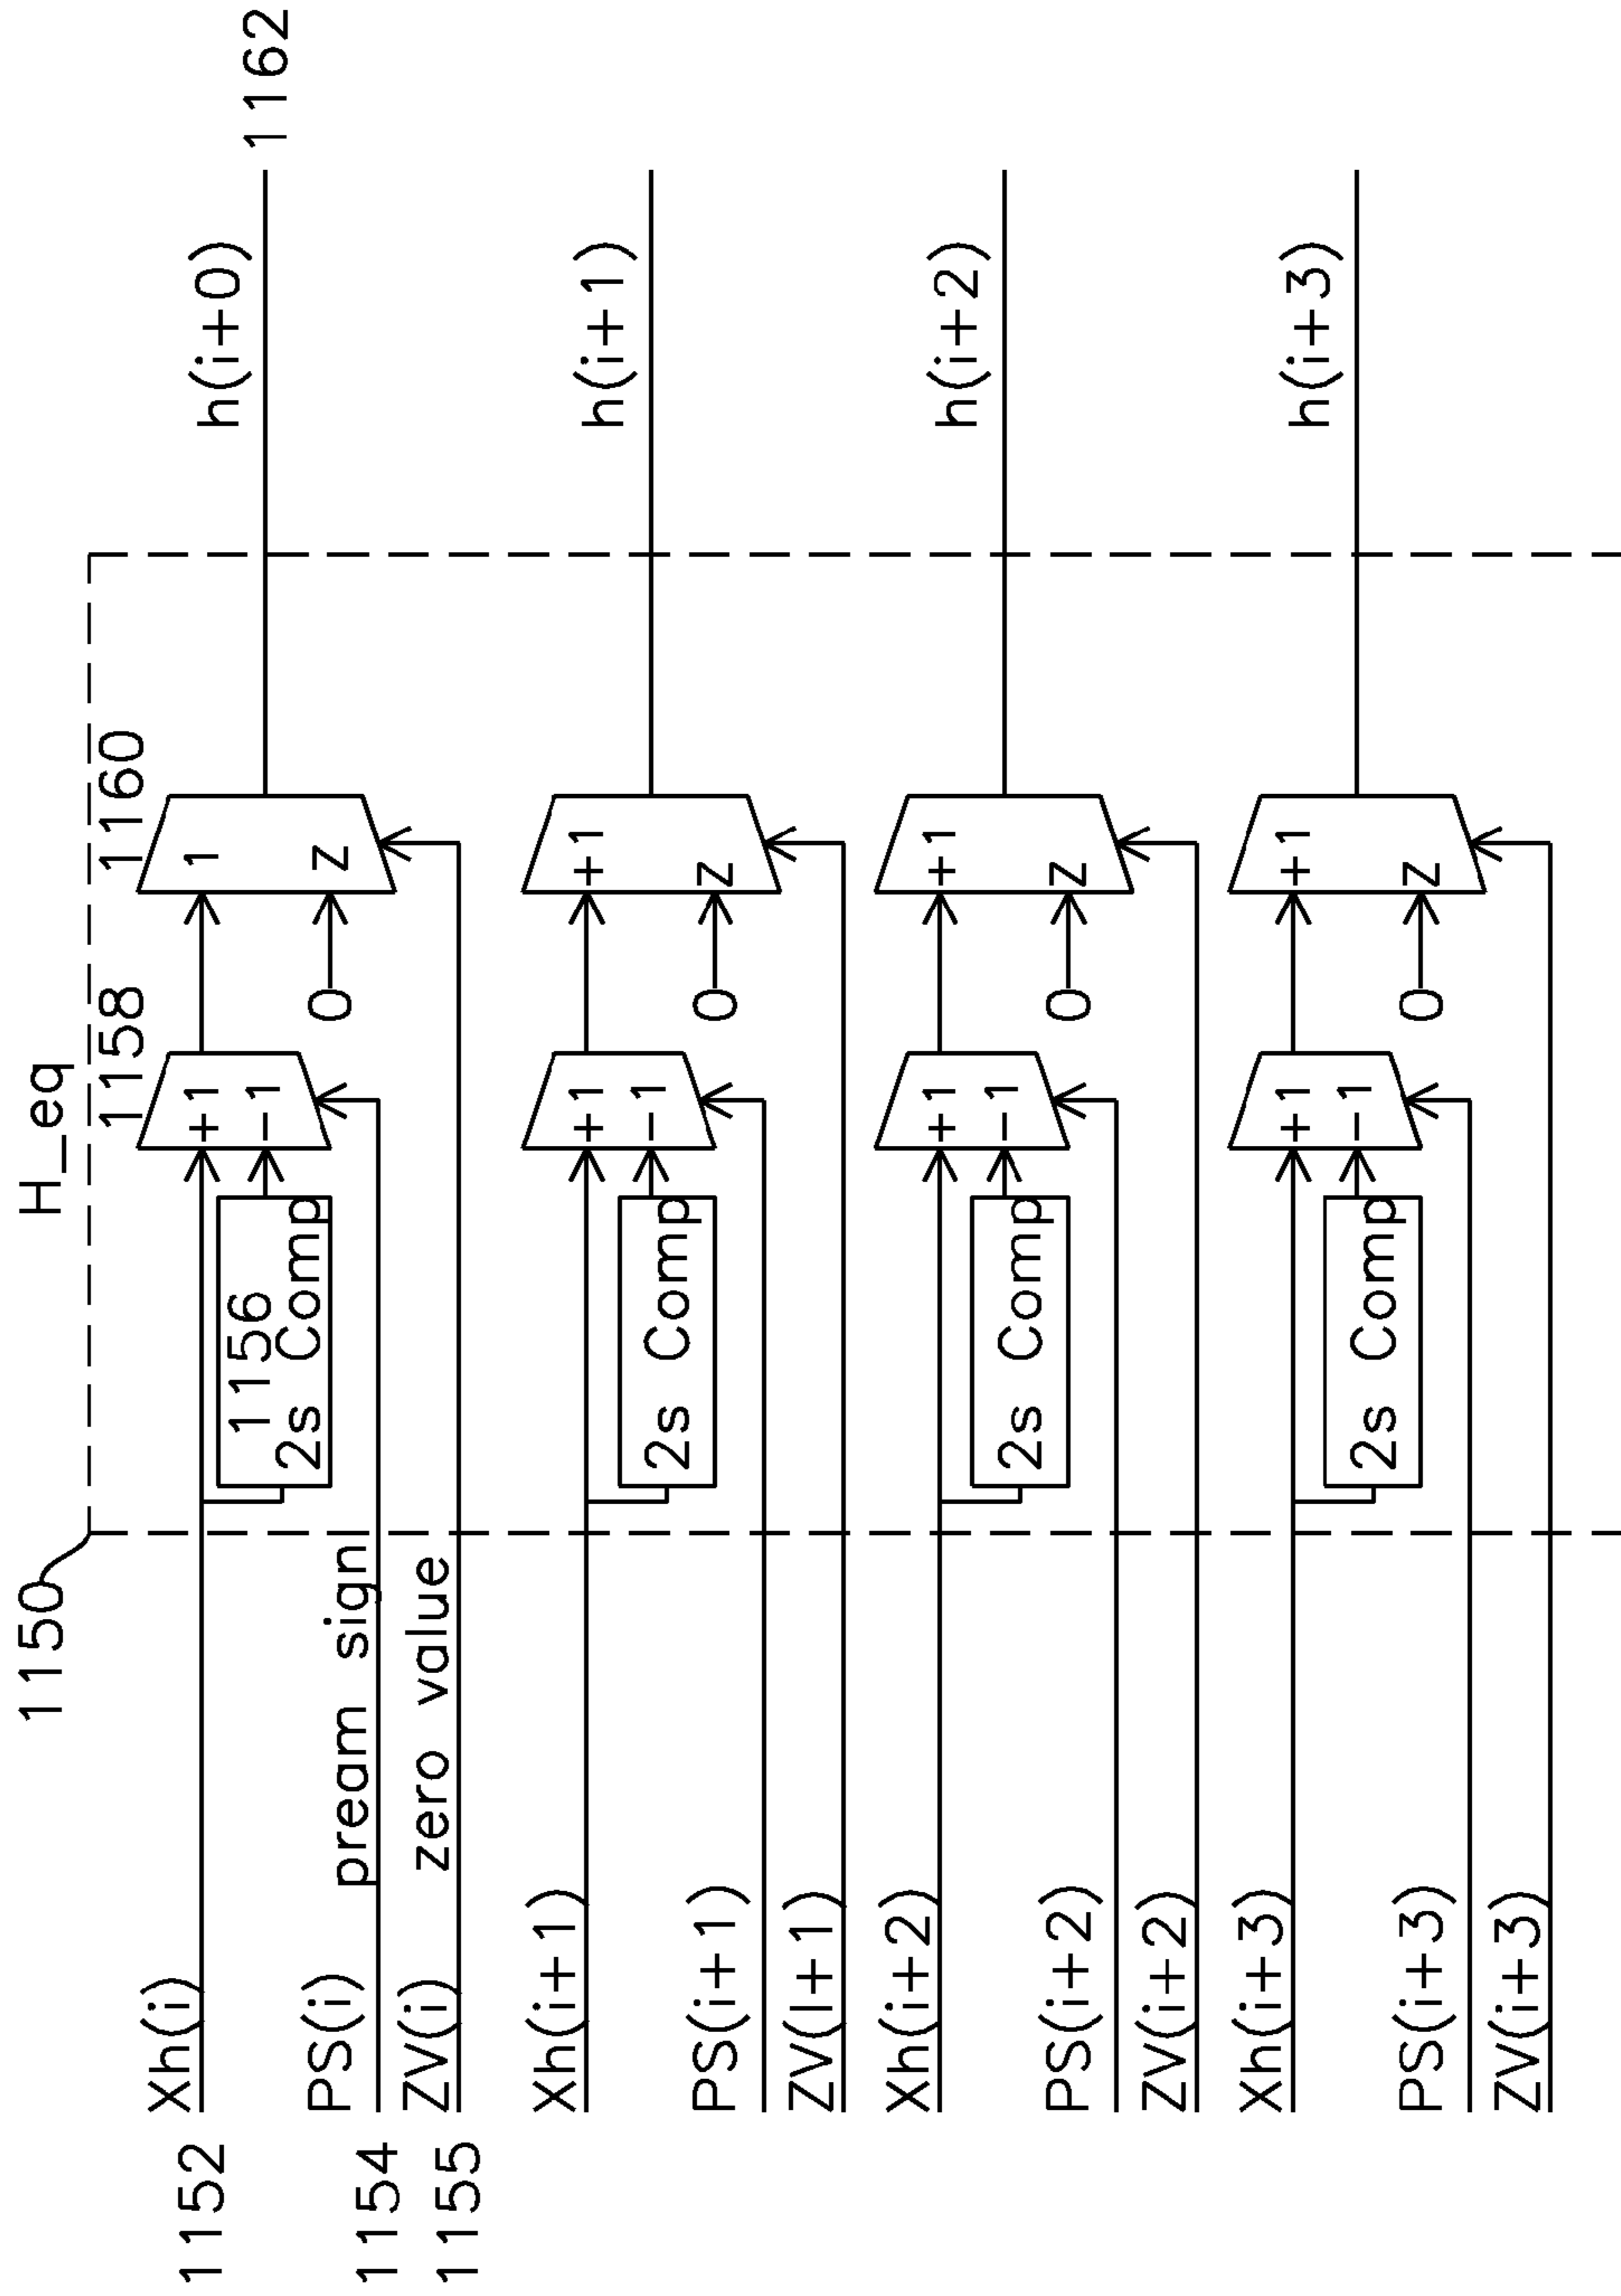 H_eq
1150
1158
1160
1152
Xh(i)
1156
2s Comp
+1
-1
1
z
0
h(i+0)
1162
1154
PS(i)
pream sign
1155
ZV(i)
zero value
Xh(i+1)
2s Comp
+1
-1
+1
z
0
h(i+1)
PS(i+1)
ZV(I+1)
Xh(i+2)
2s Comp
+1
-1
+1
z
0
h(i+2)
PS(i+2)
ZV(i+2)
Xh(i+3)
2s Comp
+1
-1
+1
z
0
h(i+3)
PS(i+3)
ZV(i+3)